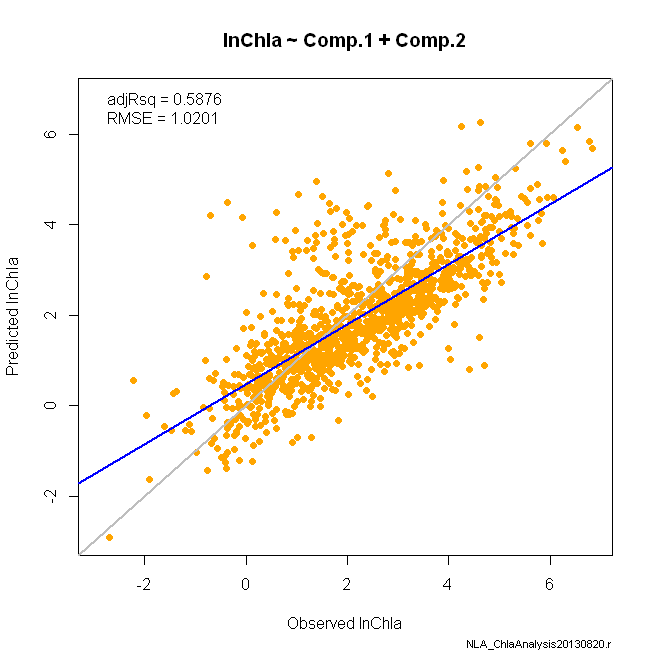 lnChla ~ Comp.1 + Comp.2
adjRsq = 0.5876
RMSE = 1.0201
6
4
2
0
-2
Predicted lnChla
-2 0 2 4 6
Observed lnChla
NLA_ChlaAnalysis20130820.r